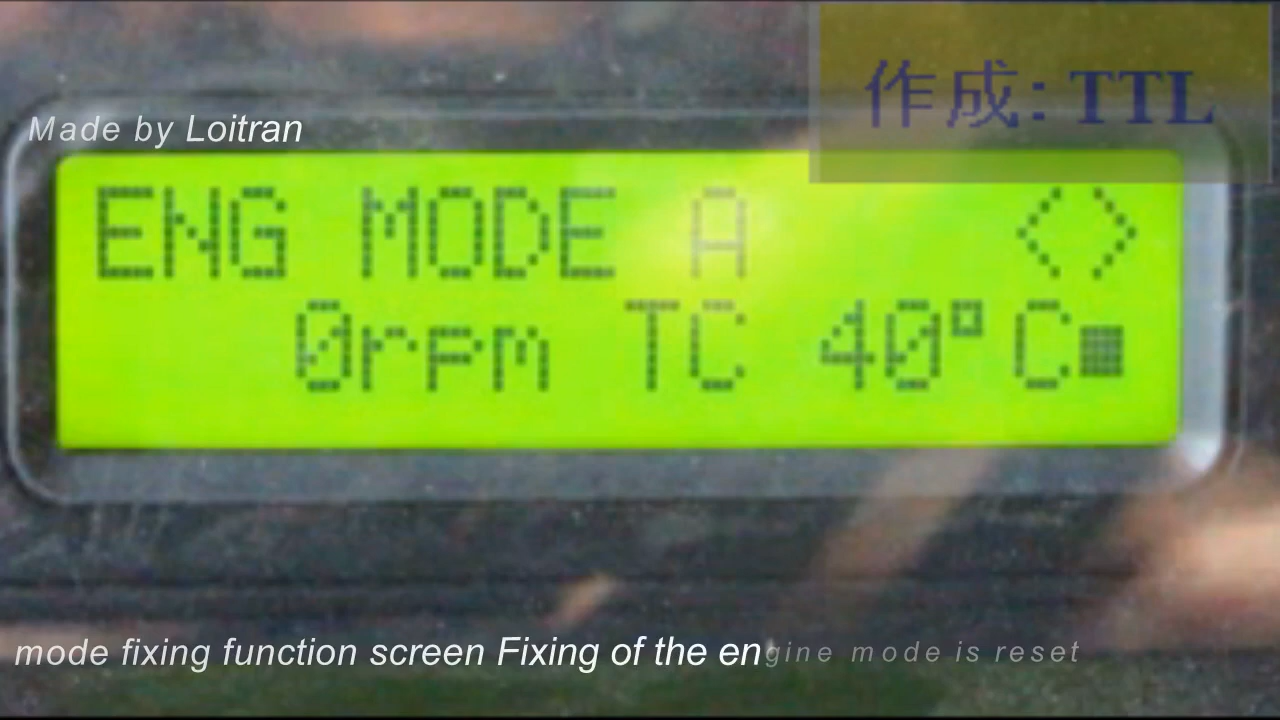 作成: TTL
Made by Loitran
ENG MODE A <>
0rpm TC 40°C
mode fixing function screen Fixing of the engine mode is reset